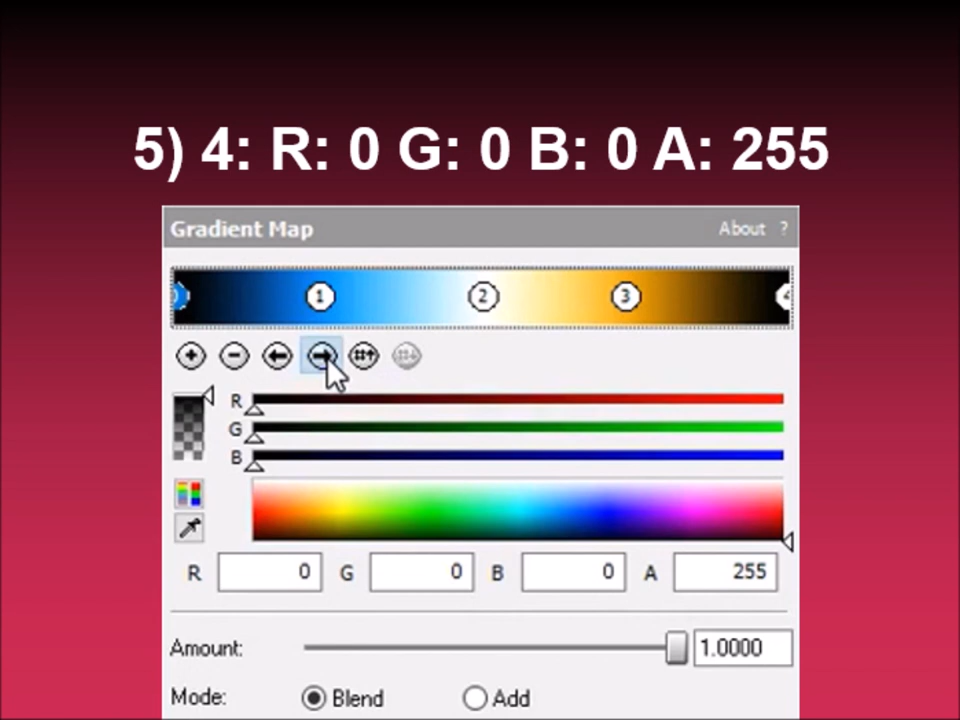 5) 4: R: 0 G: 0 B: 0 A: 255
Gradient Map About ?
1 2 3 4
R
G
B
R 0 G 0 B 0 A 255
Amount: 1.0000
Mode: Blend Add